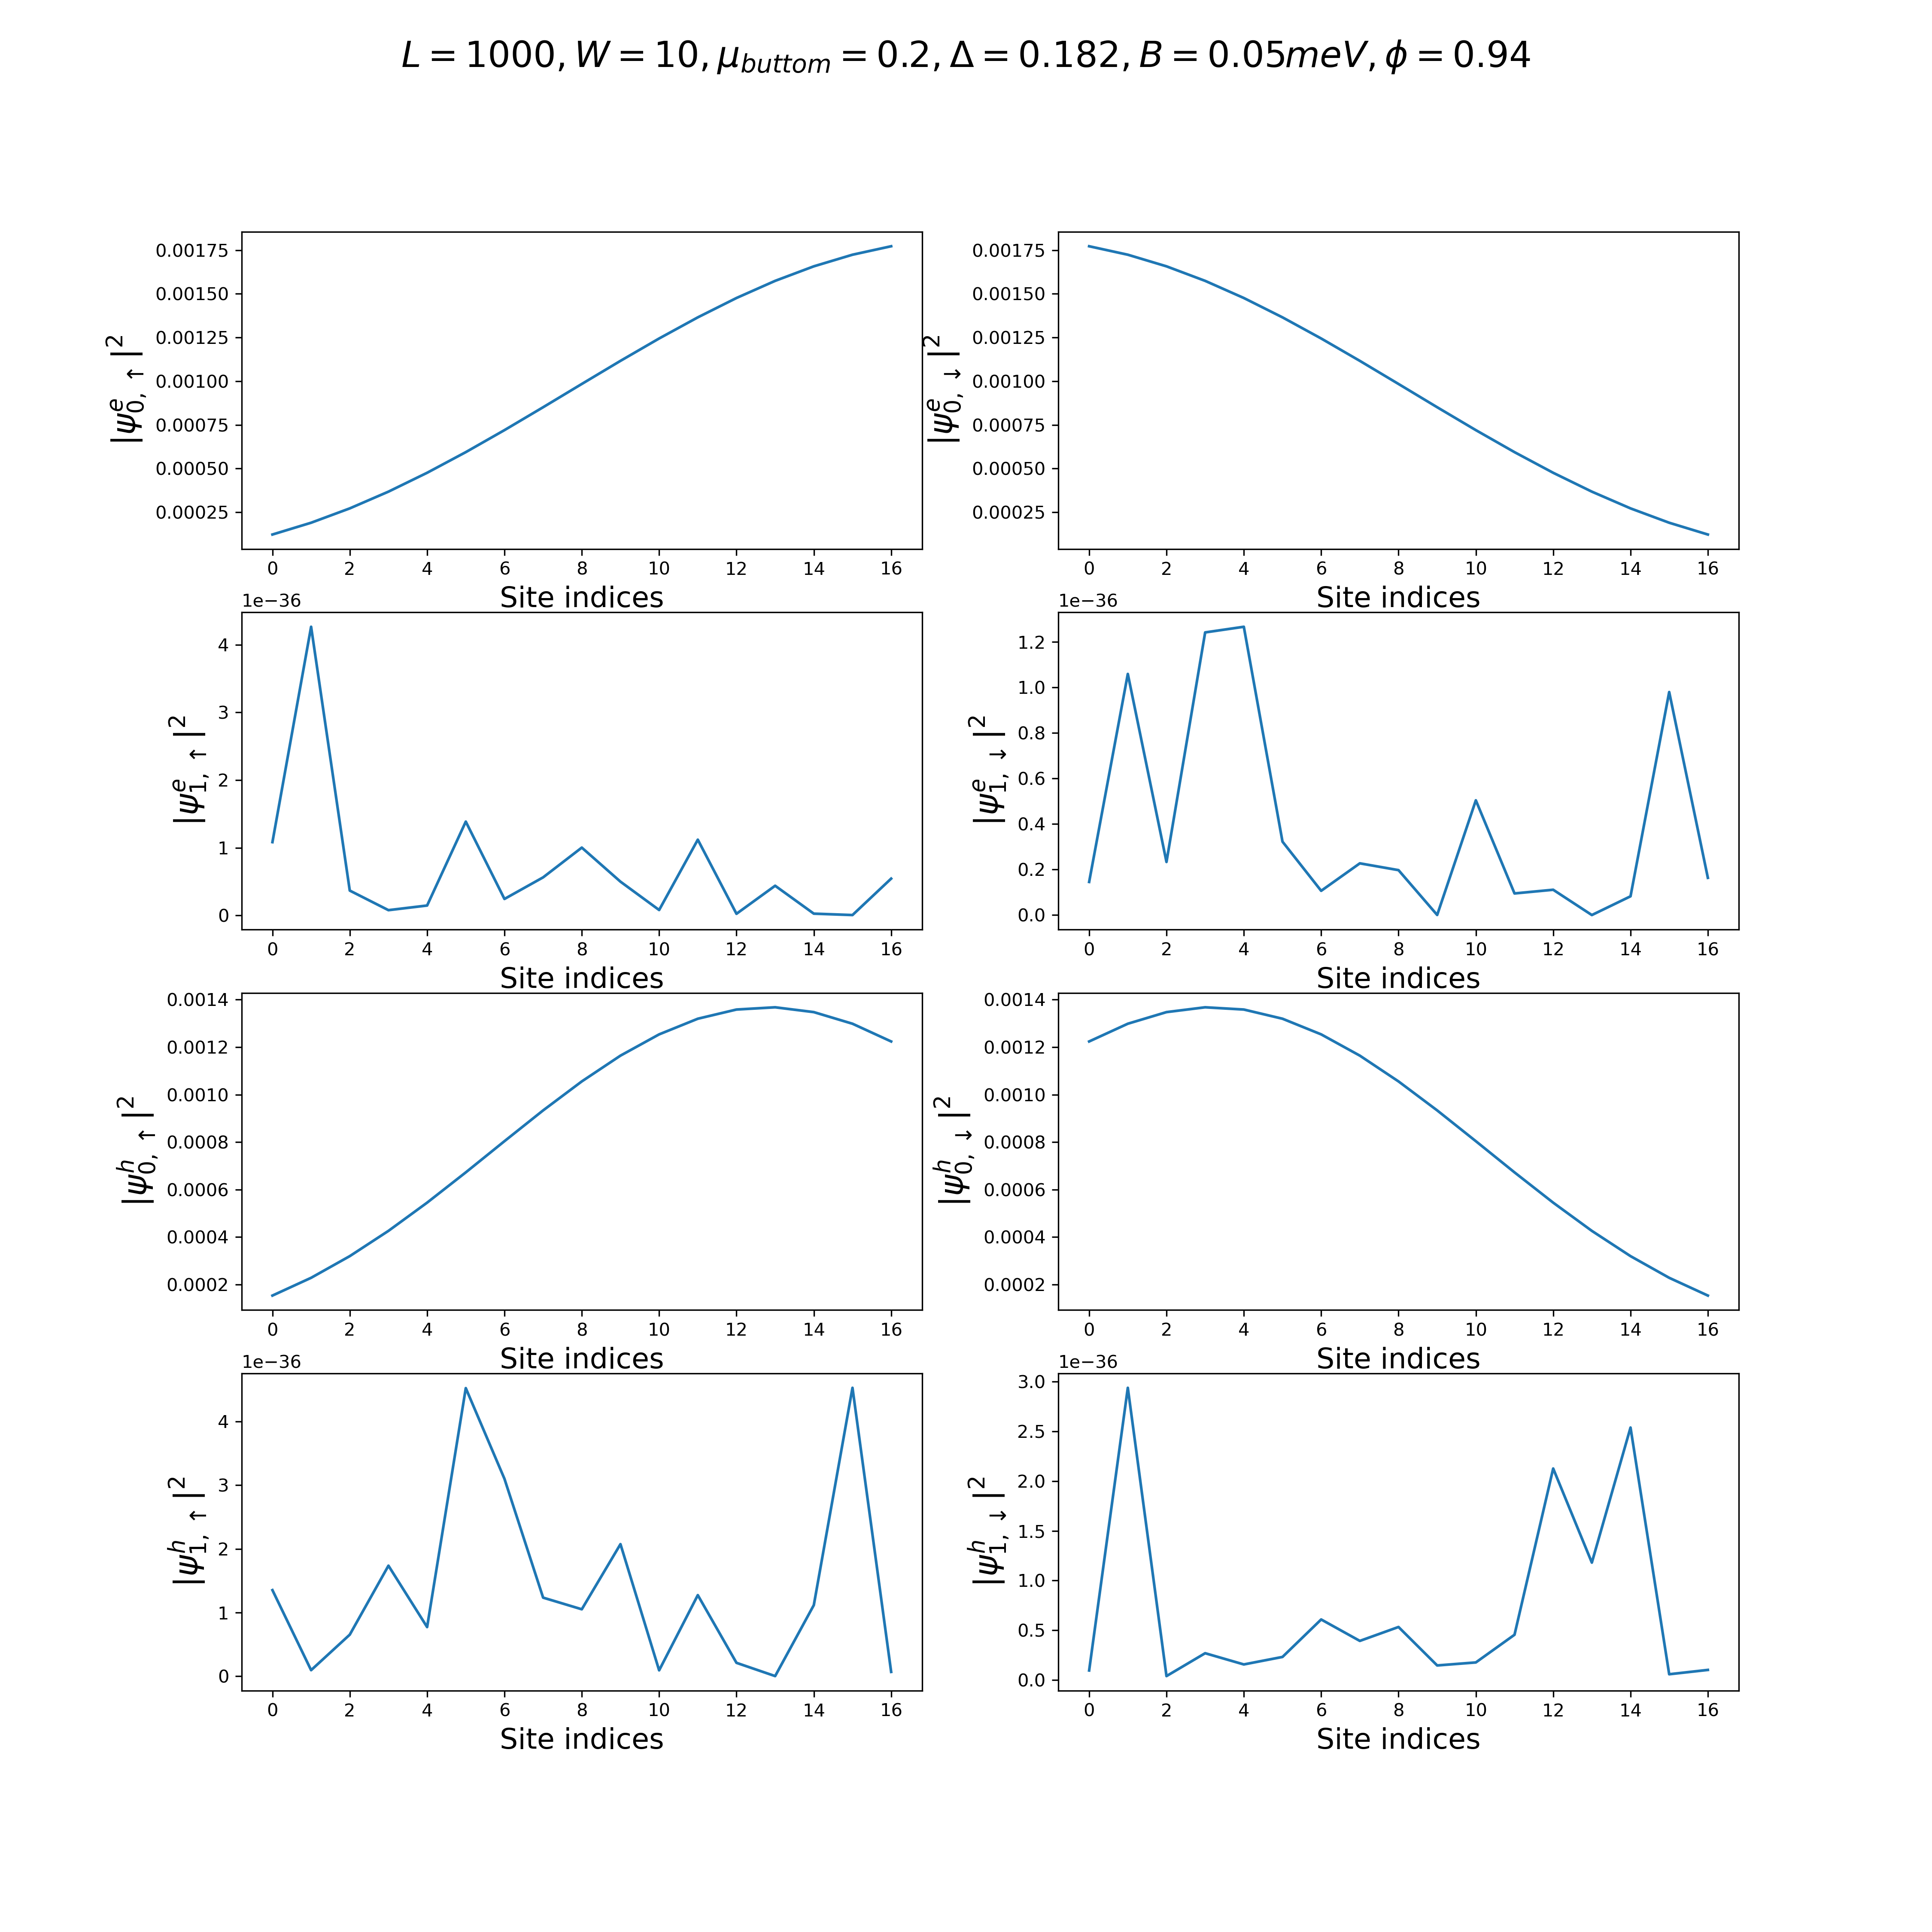 L = 1000, W = 10, μ_buttom = 0.2, Δ = 0.182, B = 0.05meV, ϕ = 0.94
|ψ^e_{0,↑}|^2
0.00175
0.00150
0.00125
0.00100
0.00075
0.00050
0.00025
0 2 4 6 8 10 12 14 16
Site indices
|ψ^e_{0,↓}|^2
0.00175
0.00150
0.00125
0.00100
0.00075
0.00050
0.00025
0 2 4 6 8 10 12 14 16
Site indices
1e−36
|ψ^e_{1,↑}|^2
4
3
2
1
0
0 2 4 6 8 10 12 14 16
Site indices
1e−36
|ψ^e_{1,↓}|^2
1.2
1.0
0.8
0.6
0.4
0.2
0.0
0 2 4 6 8 10 12 14 16
Site indices
|ψ^h_{0,↑}|^2
0.0014
0.0012
0.0010
0.0008
0.0006
0.0004
0.0002
0 2 4 6 8 10 12 14 16
Site indices
|ψ^h_{0,↓}|^2
0.0014
0.0012
0.0010
0.0008
0.0006
0.0004
0.0002
0 2 4 6 8 10 12 14 16
Site indices
1e−36
|ψ^h_{1,↑}|^2
4
3
2
1
0
0 2 4 6 8 10 12 14 16
Site indices
1e−36
|ψ^h_{1,↓}|^2
3.0
2.5
2.0
1.5
1.0
0.5
0.0
0 2 4 6 8 10 12 14 16
Site indices